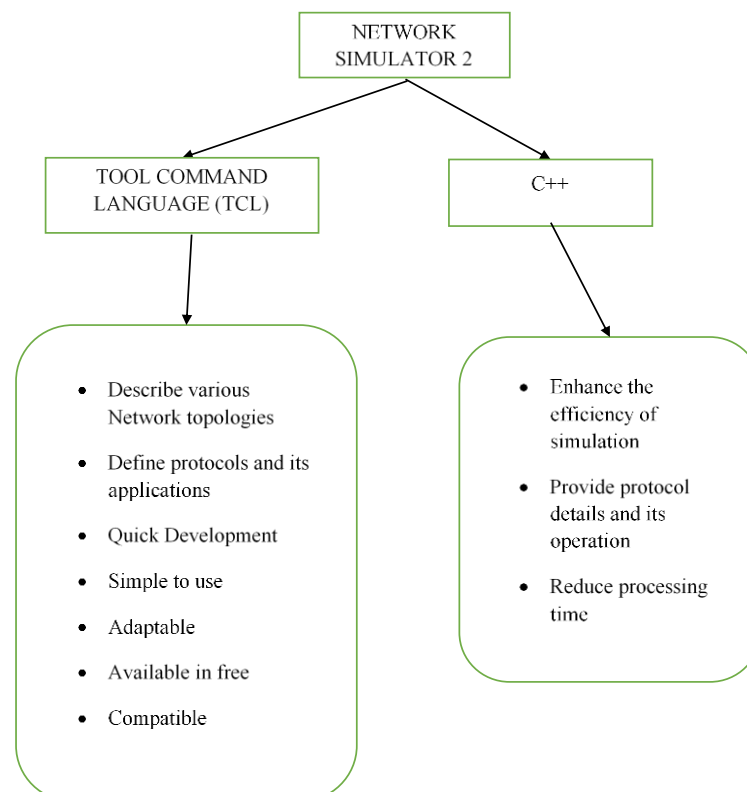 NETWORK
SIMULATOR 2
TOOL COMMAND
LANGUAGE (TCL)
C++
• Describe various
Network topologies
• Define protocols and its
applications
• Quick Development
• Simple to use
• Adaptable
• Available in free
• Compatible
• Enhance the
efficiency of
simulation
• Provide protocol
details and its
operation
• Reduce processing
time